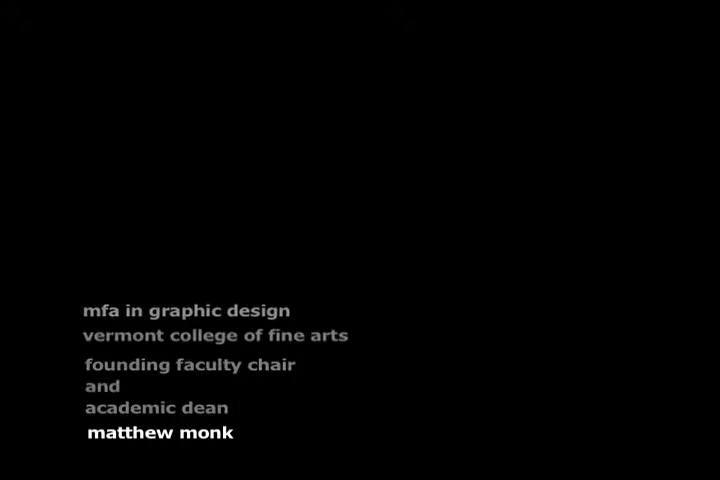 mfa in graphic design
vermont college of fine arts
founding faculty chair
and
academic dean
matthew monk